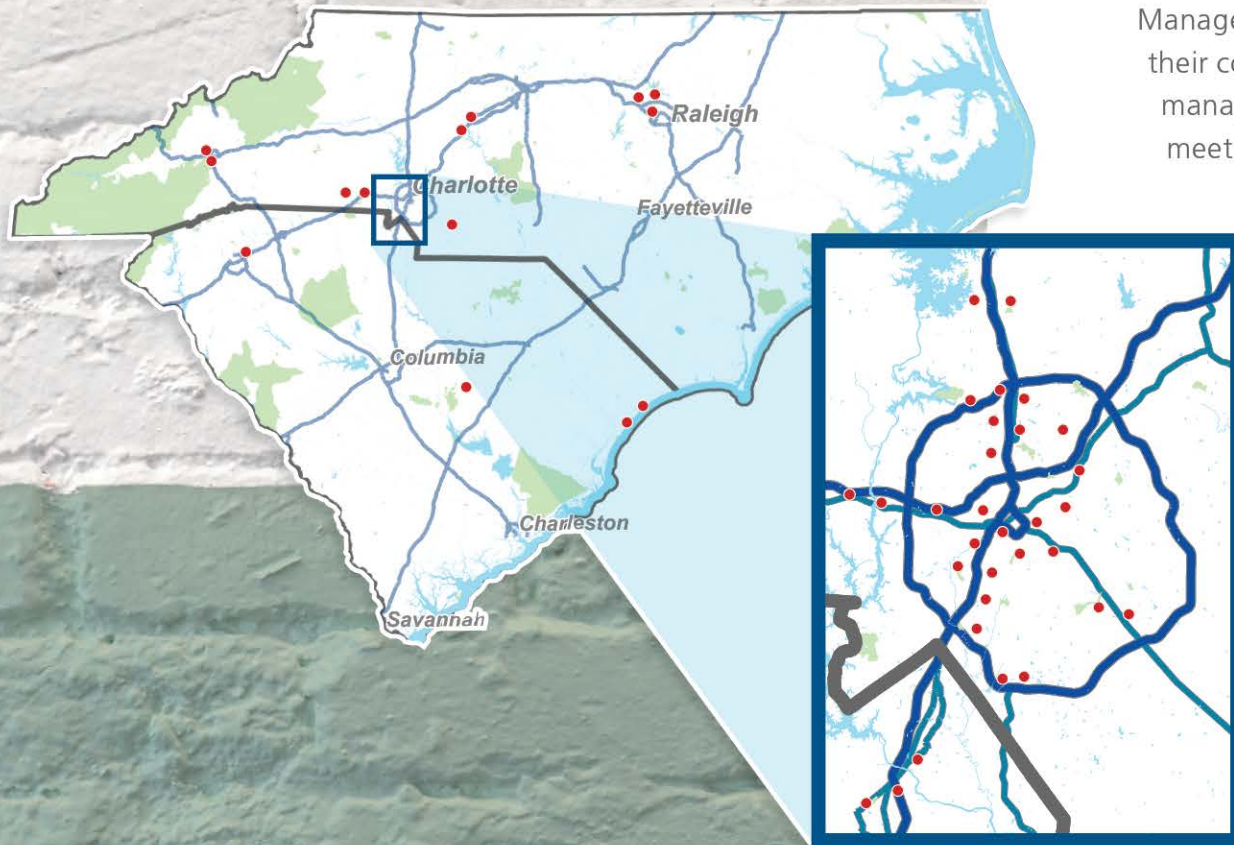 Manage
their co
mana
meet
Raleigh
Charlotte
Fayetteville
Columbia
Charleston
Savannah